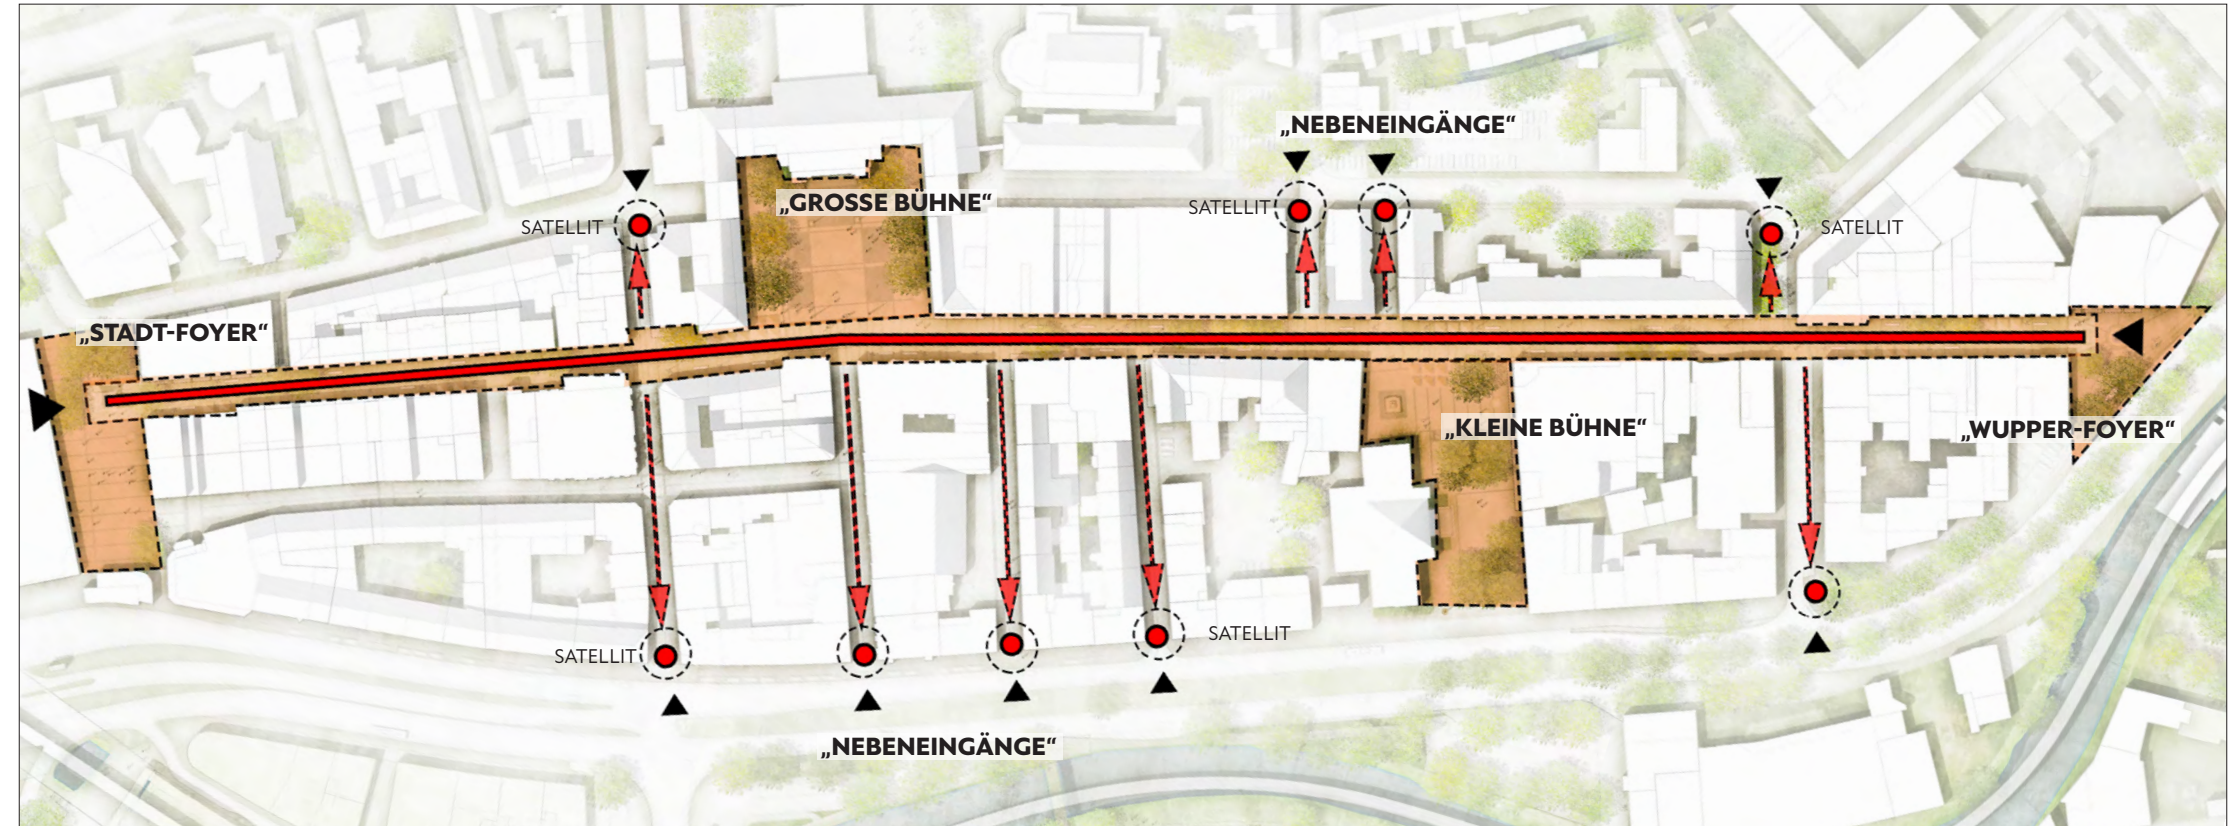 „NEBENEINGÄNGE“
„GROSSE BÜHNE“
SATELLIT
SATELLIT
SATELLIT
„STADT-FOYER“
„KLEINE BÜHNE“
„WUPPER-FOYER“
SATELLIT
SATELLIT
„NEBENEINGÄNGE“